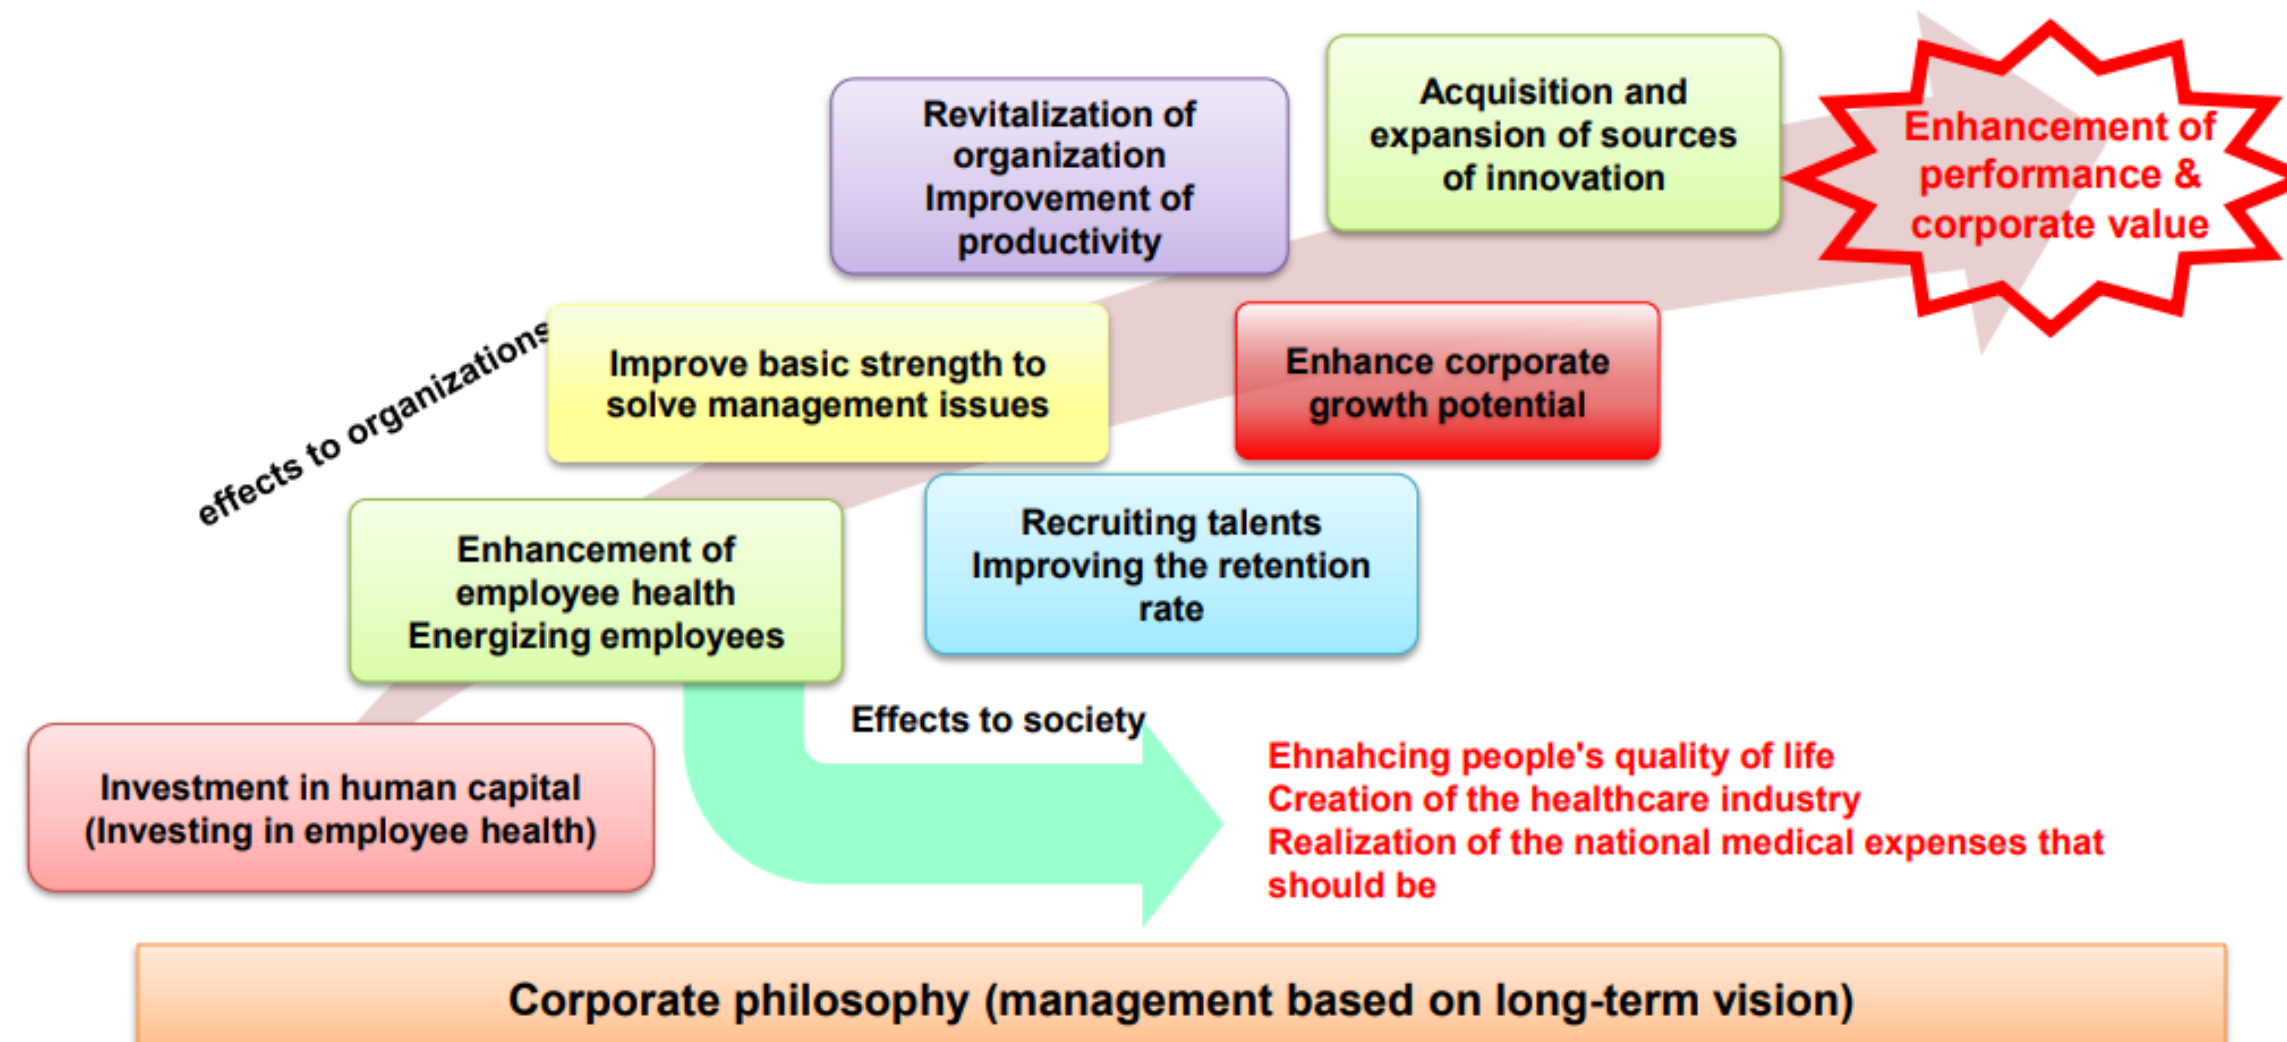 Acquisition and
expansion of sources
of innovation
Revitalization of
organization
Improvement of
productivity
Enhancement of
performance &
corporate value
effects to organizations
Improve basic strength to
solve management issues
Enhance corporate
growth potential
Enhancement of
employee health
Energizing employees
Recruiting talents
Improving the retention
rate
Effects to society
Investment in human capital
(Investing in employee health)
Ehnahcing people's quality of life
Creation of the healthcare industry
Realization of the national medical expenses that
should be
Corporate philosophy (management based on long-term vision)